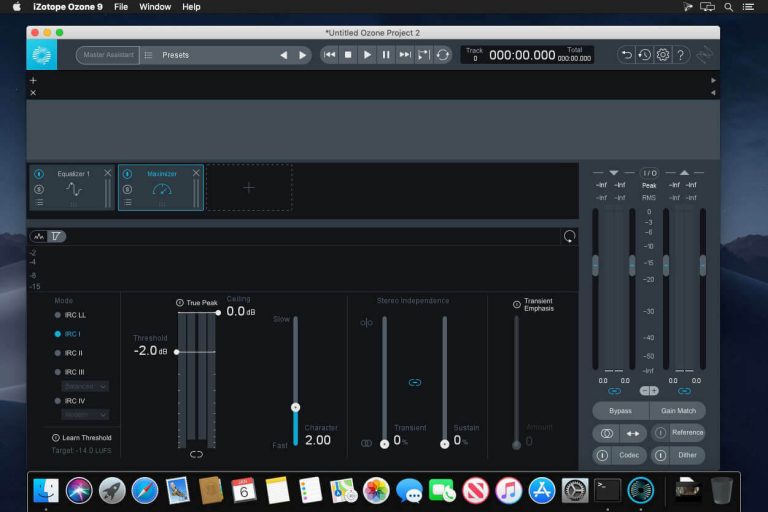 iZotope Ozone 9 File Window Help
*Untitled Ozone Project 2
Master Assistant Presets
Track 0 000:00.000 Total 000:00.000
Equalizer 1
Maximizer
I / O
-Inf -Inf Peak -Inf -Inf
-Inf -Inf RMS -Inf -Inf
0
-3
-6
-10
-15
-20
-30
-40
-50
-Inf
0.0 0.0 0.0 0.0
Bypass Gain Match
Reference
Codec Dither
-2
-4
-8
-15
Mode
IRC LL
IRC I
IRC II
IRC III
Balanced
IRC IV
Modern
Learn Threshold
Target: -14.0 LUFS
True Peak
Ceiling
0.0 dB
Threshold
-2.0 dB
Slow
Character
Fast 2.00
Stereo Independence
Transient
0 %
Sustain
0 %
Transient
Emphasis
Amount
0
JAN
6